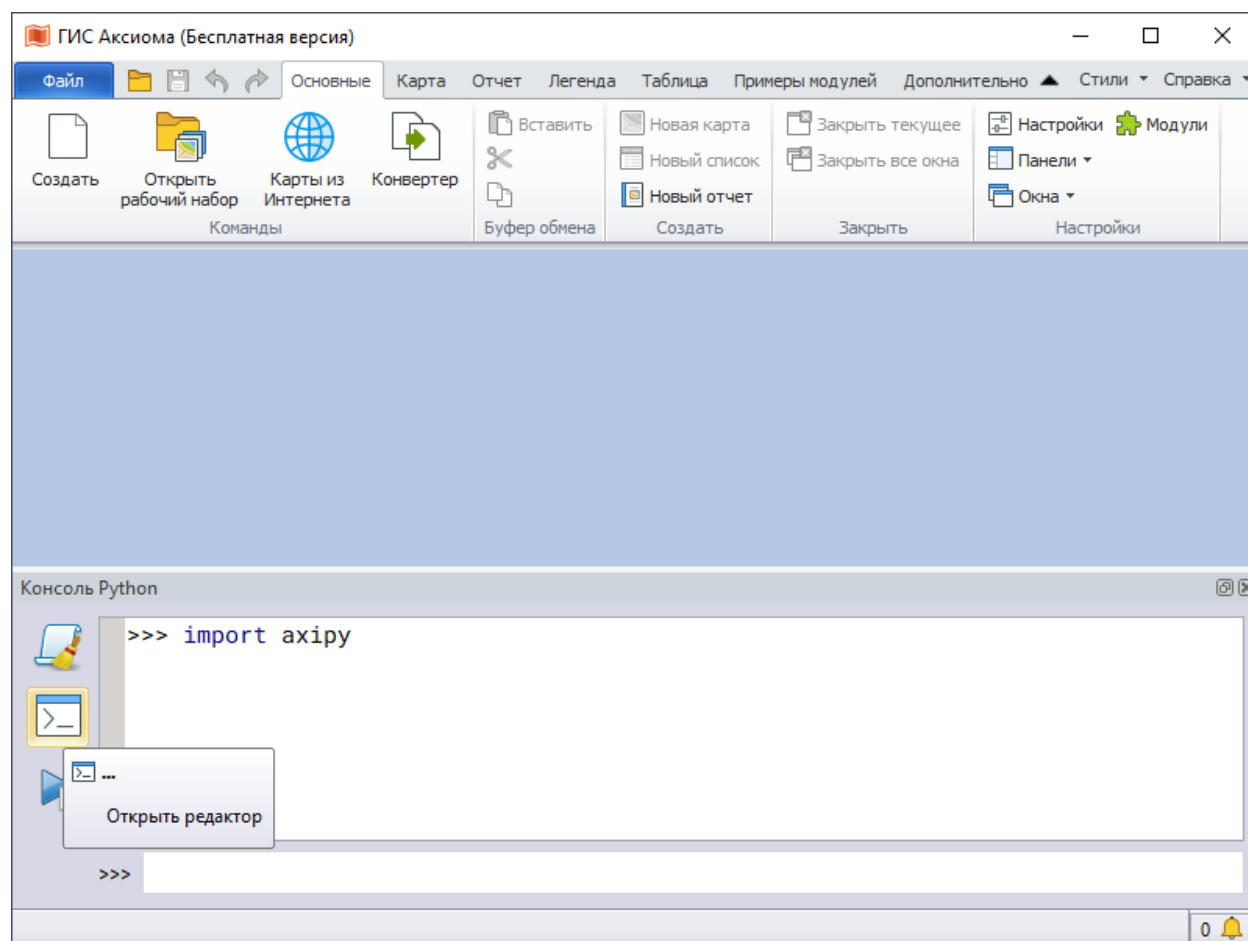 ГИС Аксиома (Бесплатная версия)
Файл Основные Карта Отчет Легенда Таблица Примеры модулей Дополнительно Стили Справка
Вставить Новая карта Закрыть текущее Настройки Модули
Новый список Закрыть все окна Панели
Создать Открыть рабочий набор Карты из Интернета Конвертер
Новый отчет Окна
Команды Буфер обмена Создать Закрыть Настройки
Консоль Python
>>> import axipy
...
Открыть редактор
>>>
0